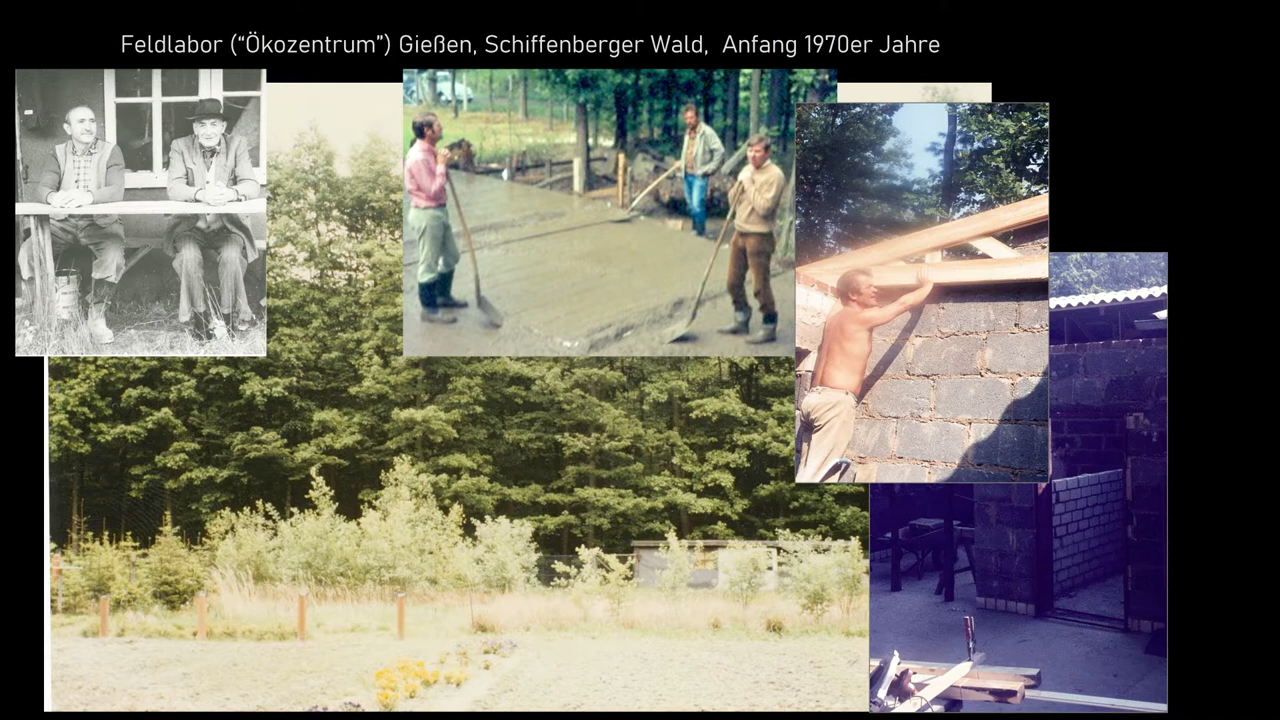 Feldlabor (“Ökozentrum”) Gießen, Schiffenberger Wald,  Anfang 1970er Jahre